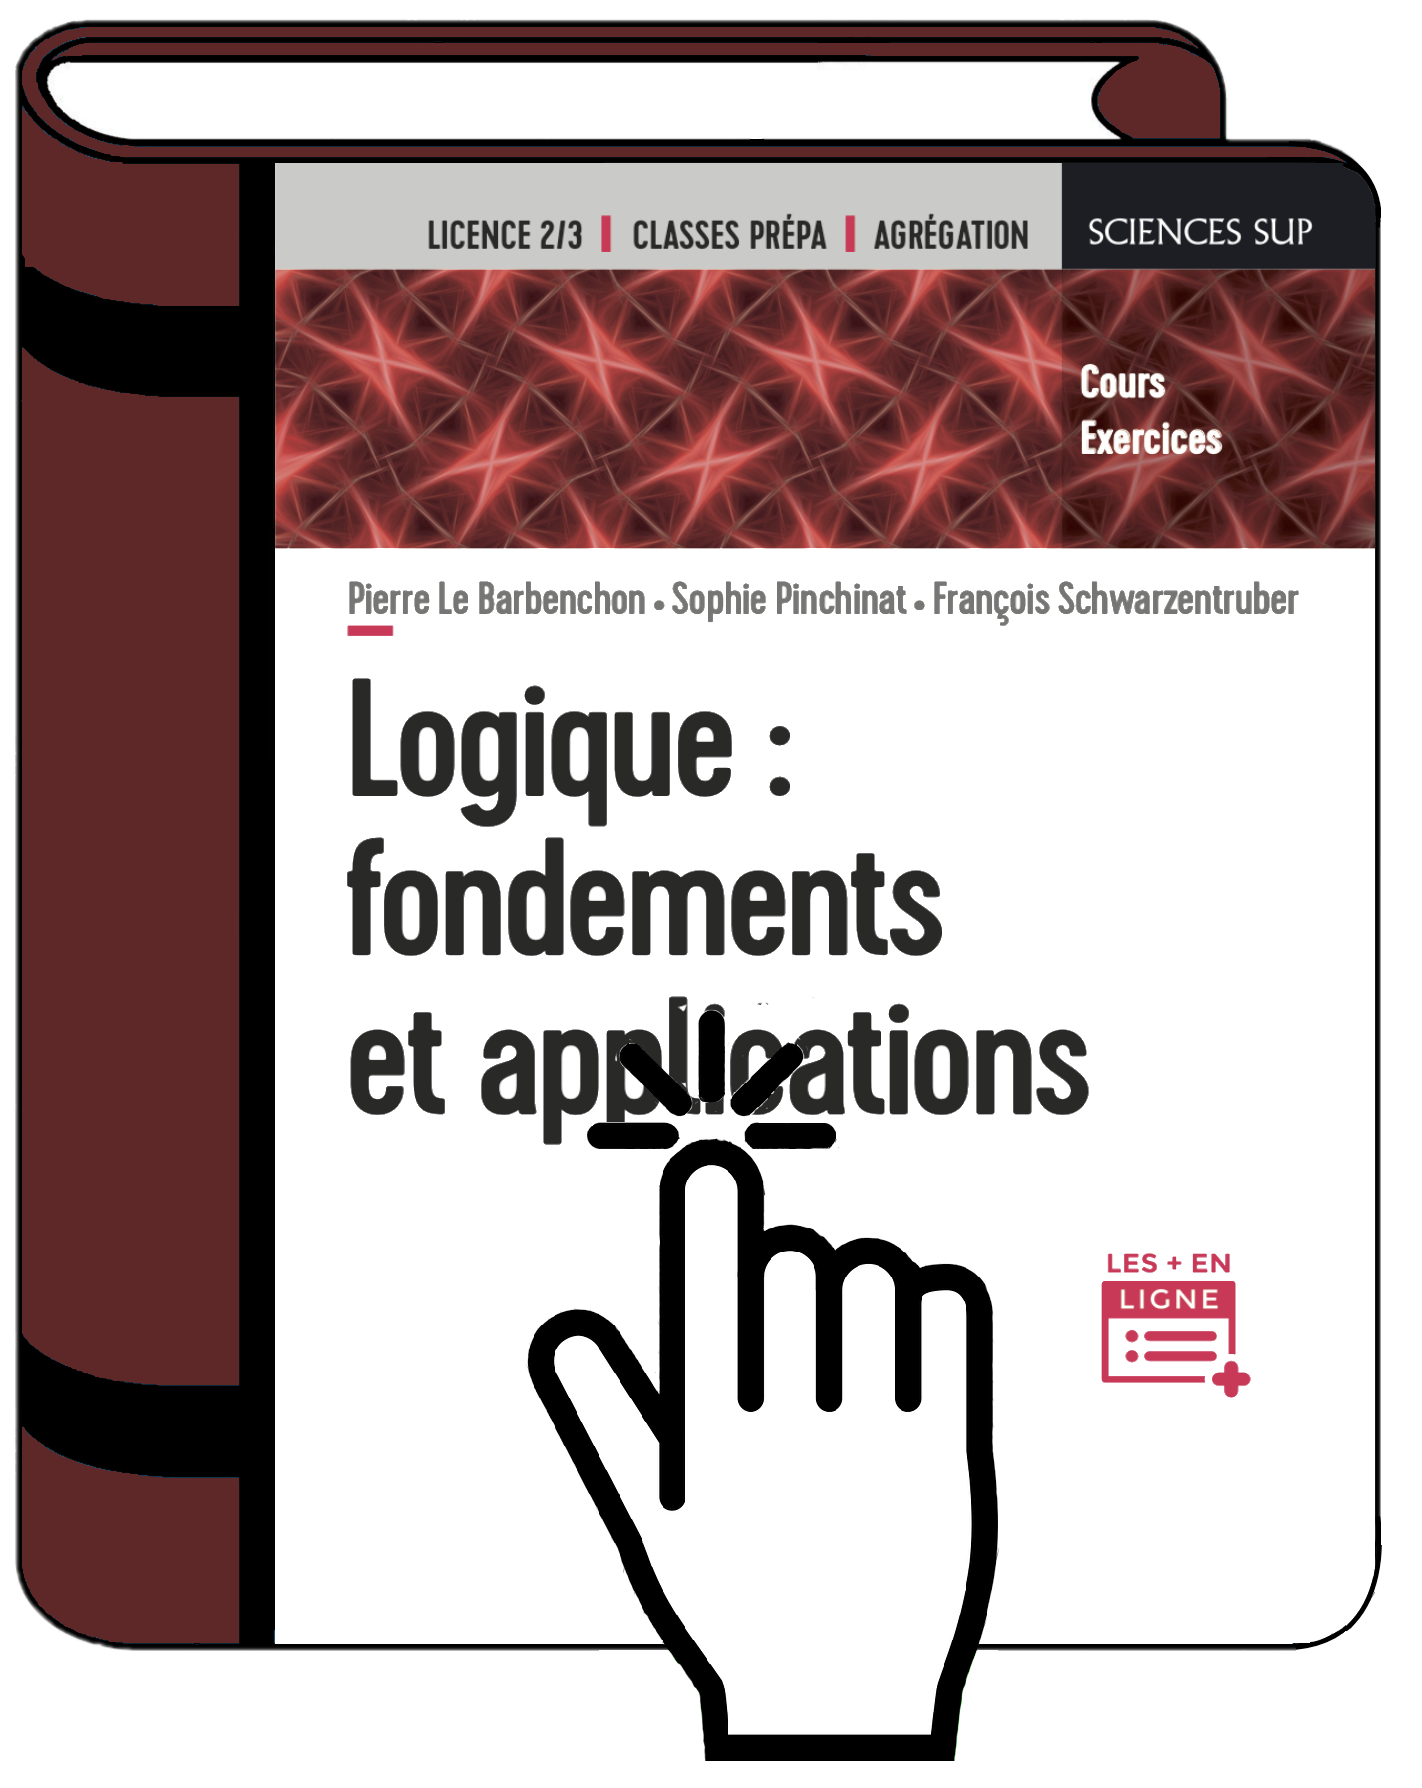 LICENCE 2/3 | CLASSES PRÉPA | AGRÉGATION
SCIENCES SUP
Cours
Exercices
Pierre Le Barbenchon • Sophie Pinchinat • François Schwarzentruber
Logique :
fondements
et applications
LES + EN
LIGNE